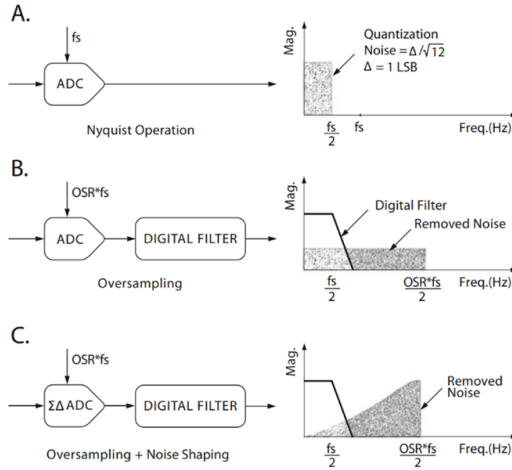 A.
fs
ADC
Nyquist Operation
Mag.
Quantization
Noise = Δ/√12
Δ = 1 LSB
fs
2
fs
Freq.(Hz)
B.
OSR*fs
ADC
DIGITAL FILTER
Oversampling
Mag.
Digital Filter
Removed Noise
fs
2
OSR*fs
2
Freq.(Hz)
C.
OSR*fs
ΣΔ ADC
DIGITAL FILTER
Oversampling + Noise Shaping
Mag.
Removed
Noise
fs
2
OSR*fs
2
Freq.(Hz)